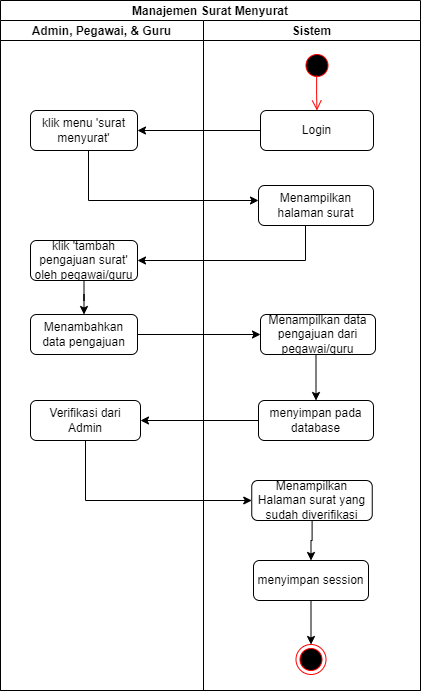 Manajemen Surat Menyurat
Admin, Pegawai, & Guru
Sistem
Login
klik menu 'surat
menyurat'
Menampilkan
halaman surat
klik 'tambah
pengajuan surat'
oleh pegawai/guru
Menambahkan
data pengajuan
Menampilkan data
pengajuan dari
pegawai/guru
menyimpan pada
database
Verifikasi dari
Admin
Menampilkan
Halaman surat yang
sudah diverifikasi
menyimpan session